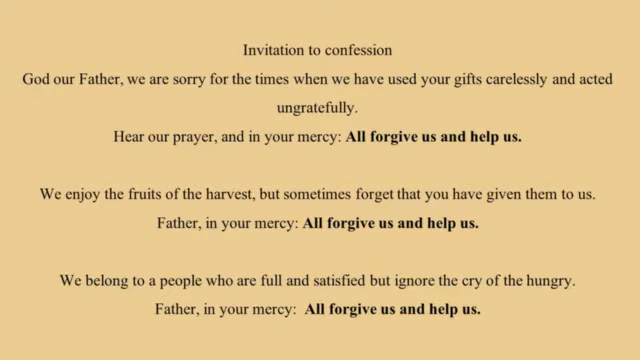 Invitation to confession
God our Father, we are sorry for the times when we have used your gifts carelessly and acted
ungratefully.
Hear our prayer, and in your mercy: All forgive us and help us.
We enjoy the fruits of the harvest, but sometimes forget that you have given them to us.
Father, in your mercy: All forgive us and help us.
We belong to a people who are full and satisfied but ignore the cry of the hungry.
Father, in your mercy:  All forgive us and help us.